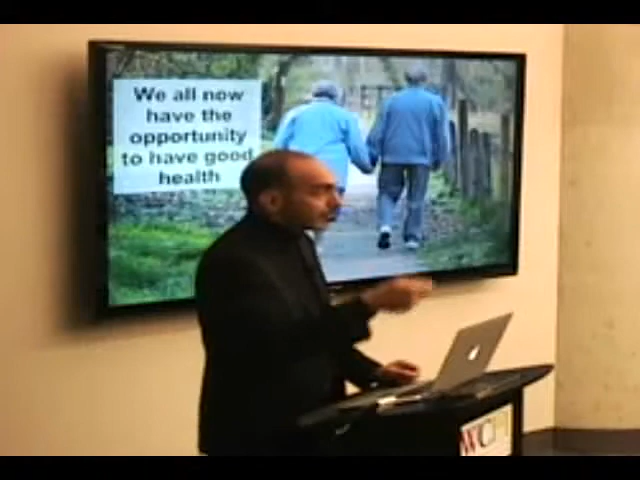 We all now
have the
opportunity
to have good
health